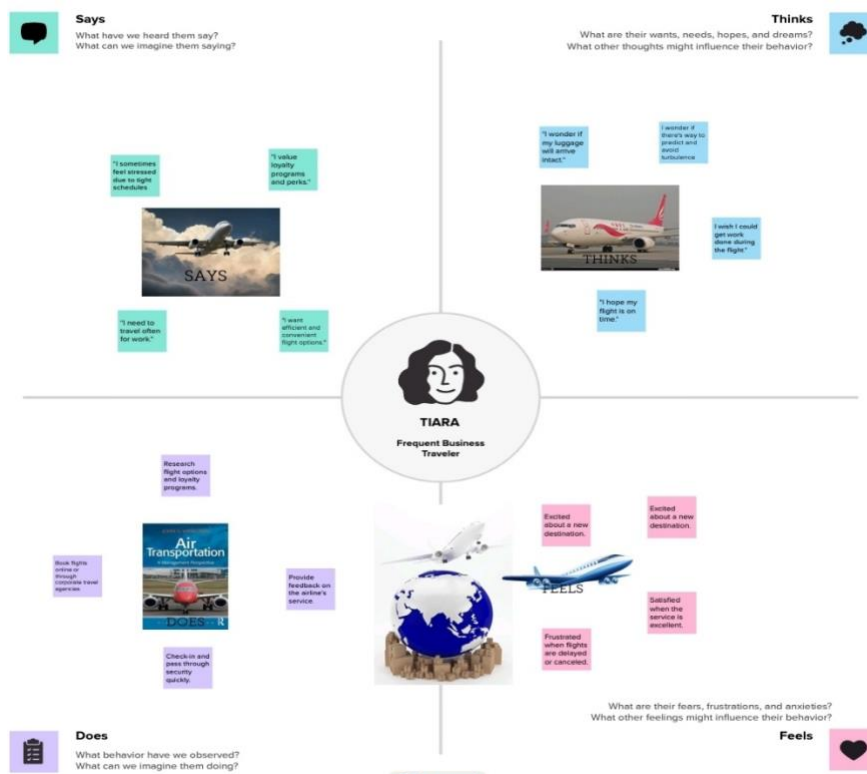 Says
What have we heard them say?
What can we imagine them saying?
Thinks
What are their wants, needs, hopes, and dreams?
What other thoughts might influence their behavior?
"I sometimes
feel stressed
due to tight
schedules
"I value
loyalty
programs
and perks."
SAYS
"I need to
travel often
for work."
"I want
efficient and
convenient
flight options."
"I wonder if
my luggage
will arrive
intact."
I wonder if
there's way to
predict and
avoid
turbulence
THINKS
I wish I could
get work
done during
the flight"
"I hope my
flight is on
time."
TIARA
Frequent Business
Traveler
Research
flight options
and loyalty
programs.
Book flights
online or
through
corporate travel
agencies
Air
Transportation
A Management Perspective
DOES
Provide
feedback on
the airline's
service.
Check-in and
pass through
security
quickly.
Excited
about a new
destination.
Excited
about a new
destination.
FEELS
Satisfied
when the
service is
excellent.
Frustrated
when flights
are delayed
or canceled.
Does
What behavior have we observed?
What can we imagine them doing?
What are their fears, frustrations, and anxieties?
What other feelings might influence their behavior?
Feels